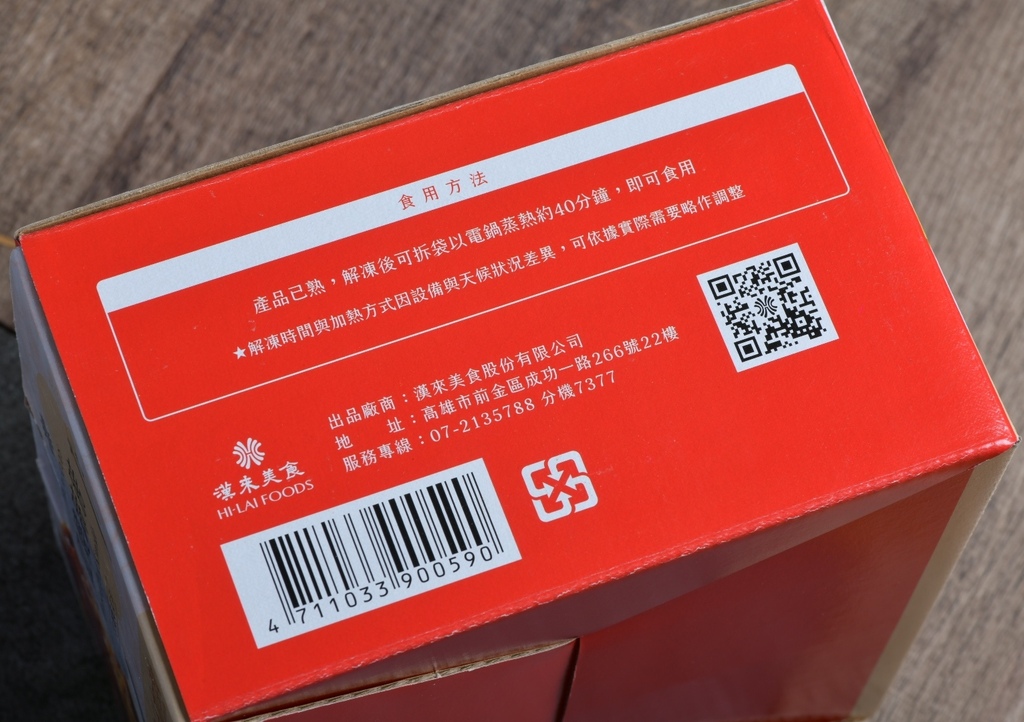 食用方法
產品已熟，解凍後可拆袋以電鍋蒸熱約40分鐘，即可食用
★解凍時間與加熱方式因設備與天候狀況差異，可依據實際需要略作調整
出品廠商：漢來美食股份有限公司
地　　址：高雄市前金區成功一路266號22樓
服務專線：07-2135788 分機7377
漢來美食
HI-LAI FOODS
4 711033 900590